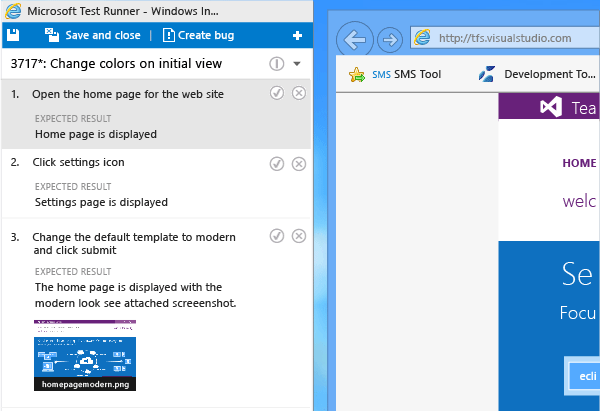 Microsoft Test Runner - Windows In...
Save and close
Create bug
3717*: Change colors on initial view
1. Open the home page for the web site
EXPECTED RESULT
Home page is displayed
2. Click settings icon
EXPECTED RESULT
Settings page is displayed
3. Change the default template to modern
and click submit
EXPECTED RESULT
The home page is displayed with the
modern look see attached screeenshot.
homepagemodern.png
http://tfs.visualstudio.com
SMS SMS Tool
Development To...
Tea
HOME
welc
Se
Focu
ecli